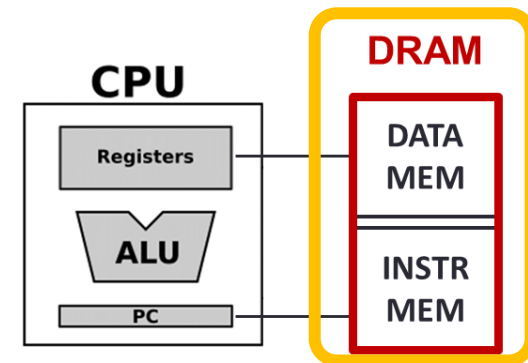 CPU
Registers
ALU
PC
DRAM
DATA
MEM
INSTR
MEM